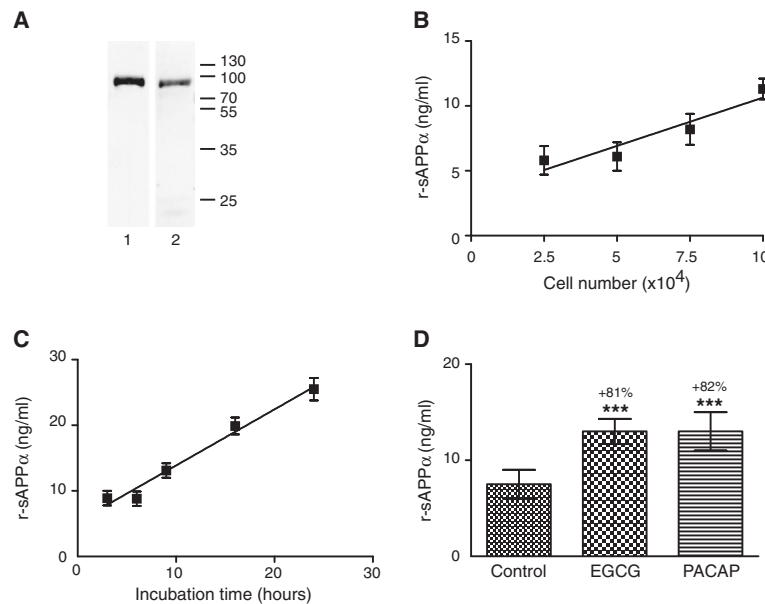 A
130
100
70
55
35
25
1 2
B
r-sAPPα (ng/ml)
15
10
5
0
0 2.5 5 7.5 10
Cell number (x10⁴)
C
r-sAPPα (ng/ml)
30
20
10
0
0 10 20 30
Incubation time (hours)
D
r-sAPPα (ng/ml)
20
10
0
+81%
***
+82%
***
Control EGCG PACAP